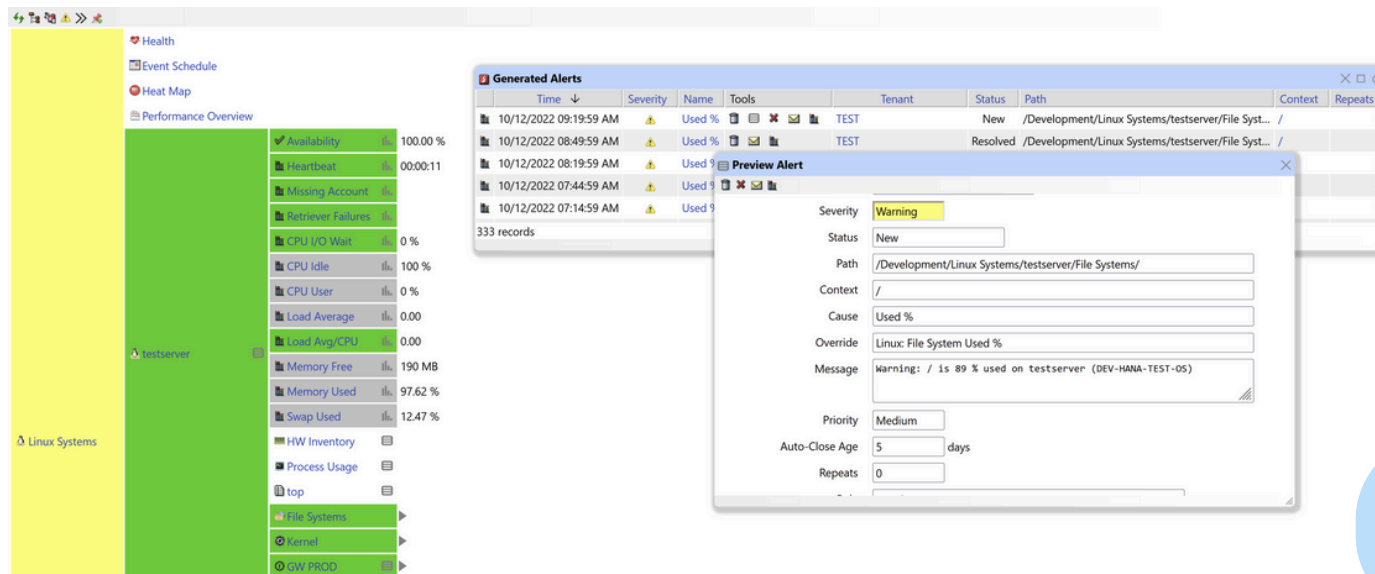 Health
Event Schedule
Heat Map
Performance Overview
Linux Systems
testserver
Availability 100.00 %
Heartbeat 00:00:11
Missing Account
Retriever Failures
CPU I/O Wait 0 %
CPU Idle 100 %
CPU User 0 %
Load Average 0.00
Load Avg/CPU 0.00
Memory Free 190 MB
Memory Used 97.62 %
Swap Used 12.47 %
HW Inventory
Process Usage
top
File Systems
Kernel
GW PROD
Generated Alerts
Time Severity Name Tools Tenant Status Path Context Repeats
10/12/2022 09:19:59 AM Used % TEST New /Development/Linux Systems/testserver/File Syst... /
10/12/2022 08:49:59 AM Used % TEST Resolved /Development/Linux Systems/testserver/File Syst... /
10/12/2022 08:19:59 AM Used
10/12/2022 07:44:59 AM Used
10/12/2022 07:14:59 AM Used
333 records
Preview Alert
Severity Warning
Status New
Path /Development/Linux Systems/testserver/File Systems/
Context /
Cause Used %
Override Linux: File System Used %
Message Warning: / is 89 % used on testserver (DEV-HANA-TEST-OS)
Priority Medium
Auto-Close Age 5 days
Repeats 0